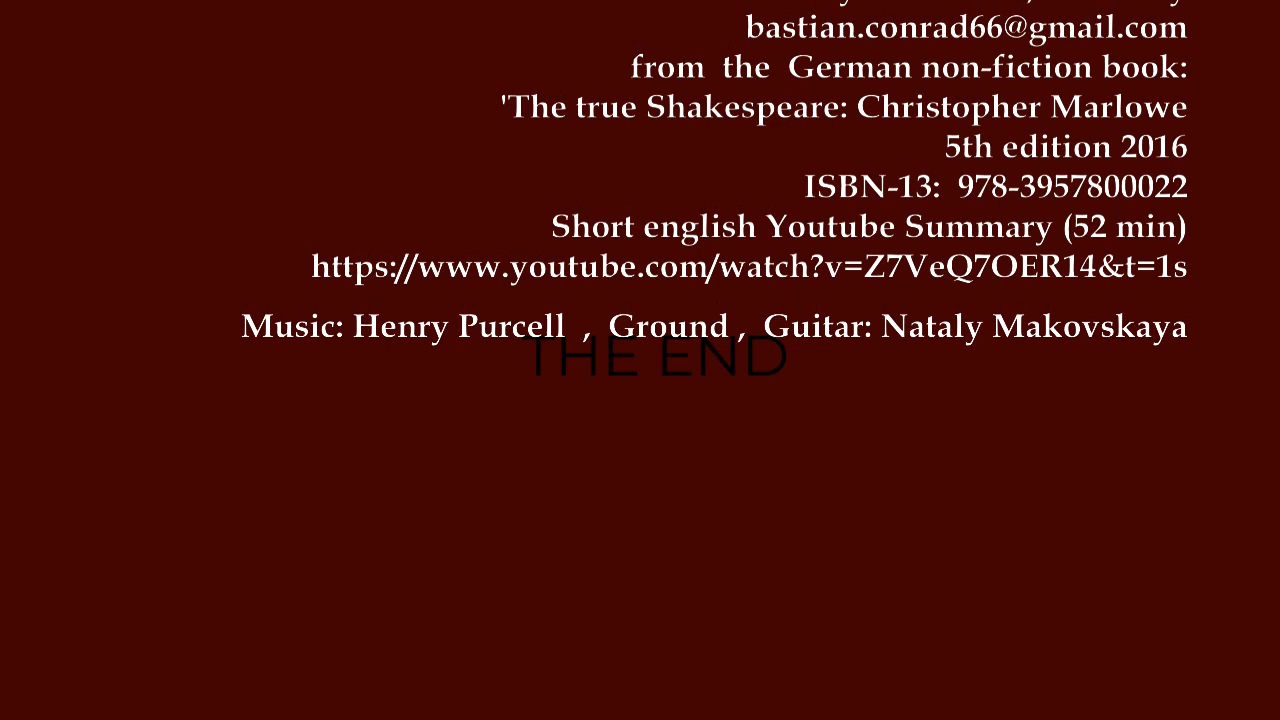 bastian.conrad66@gmail.com
from the German non-fiction book:
'The true Shakespeare: Christopher Marlowe
5th edition 2016
ISBN-13: 978-3957800022
Short english Youtube Summary (52 min)
https://www.youtube.com/watch?v=Z7VeQ7OER14&t=1s
Music: Henry Purcell , Ground , Guitar: Nataly Makovskaya
THE END